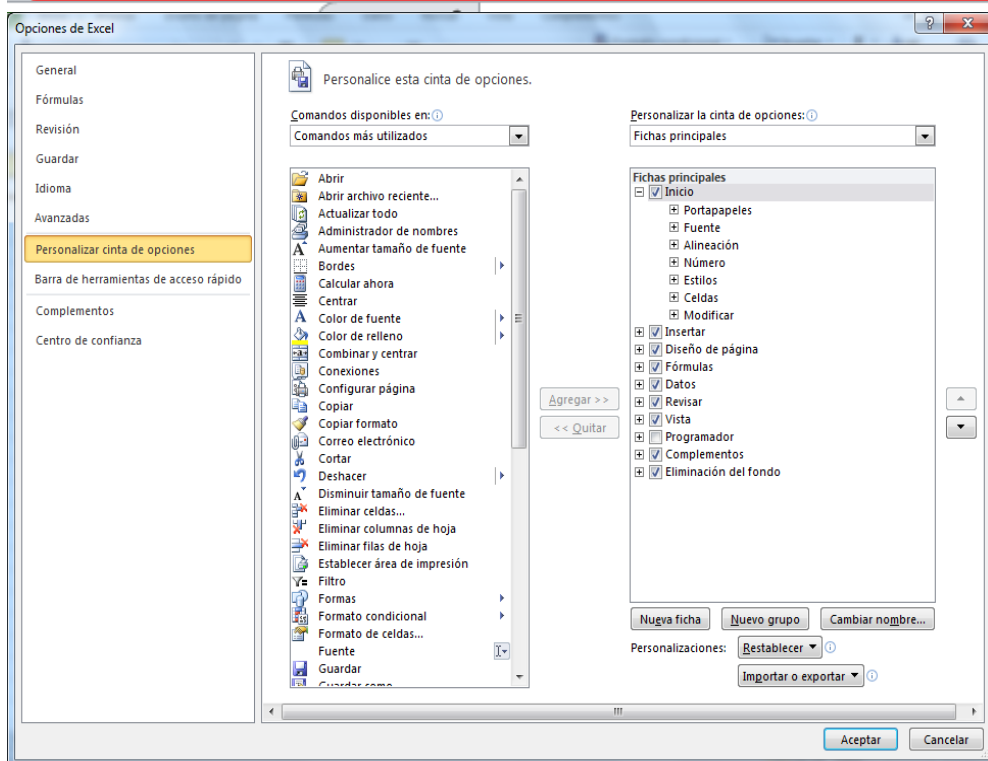 Opciones de Excel
General
Fórmulas
Revisión
Guardar
Idioma
Avanzadas
Personalizar cinta de opciones
Barra de herramientas de acceso rápido
Complementos
Centro de confianza
Personalice esta cinta de opciones.
Comandos disponibles en:
Comandos más utilizados
Abrir
Abrir archivo reciente...
Actualizar todo
Administrador de nombres
Aumentar tamaño de fuente
Bordes
Calcular ahora
Centrar
Color de fuente
Color de relleno
Combinar y centrar
Conexiones
Configurar página
Copiar
Copiar formato
Correo electrónico
Cortar
Deshacer
Disminuir tamaño de fuente
Eliminar celdas...
Eliminar columnas de hoja
Eliminar filas de hoja
Establecer área de impresión
Filtro
Formas
Formato condicional
Formato de celdas...
Fuente
Guardar
Guardar como
Agregar >>
<< Quitar
Personalizar la cinta de opciones:
Fichas principales
Fichas principales
Inicio
Portapapeles
Fuente
Alineación
Número
Estilos
Celdas
Modificar
Insertar
Diseño de página
Fórmulas
Datos
Revisar
Vista
Programador
Complementos
Eliminación del fondo
Nueva ficha
Nuevo grupo
Cambiar nombre...
Personalizaciones:
Restablecer
Importar o exportar
Aceptar
Cancelar